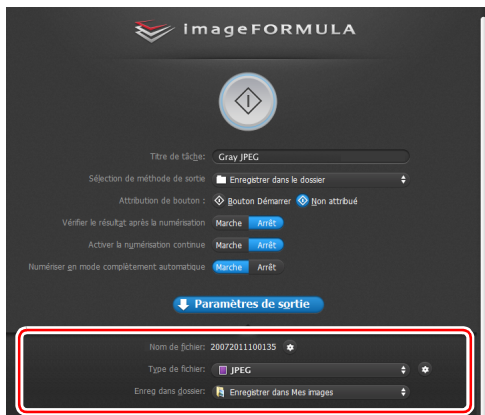 imageFORMULA
Titre de tâche: Gray JPEG
Sélection de méthode de sortie Enregistrer dans le dossier
Attribution de bouton : Bouton Démarrer Non attribué
Vérifier le résultat après la numérisation Marche Arrêt
Activer la numérisation continue Marche Arrêt
Numériser en mode complètement automatique Marche Arrêt
Paramètres de sortie
Nom de fichier: 20072011100135
Type de fichier: JPEG
Enreg dans dossier: Enregistrer dans Mes images